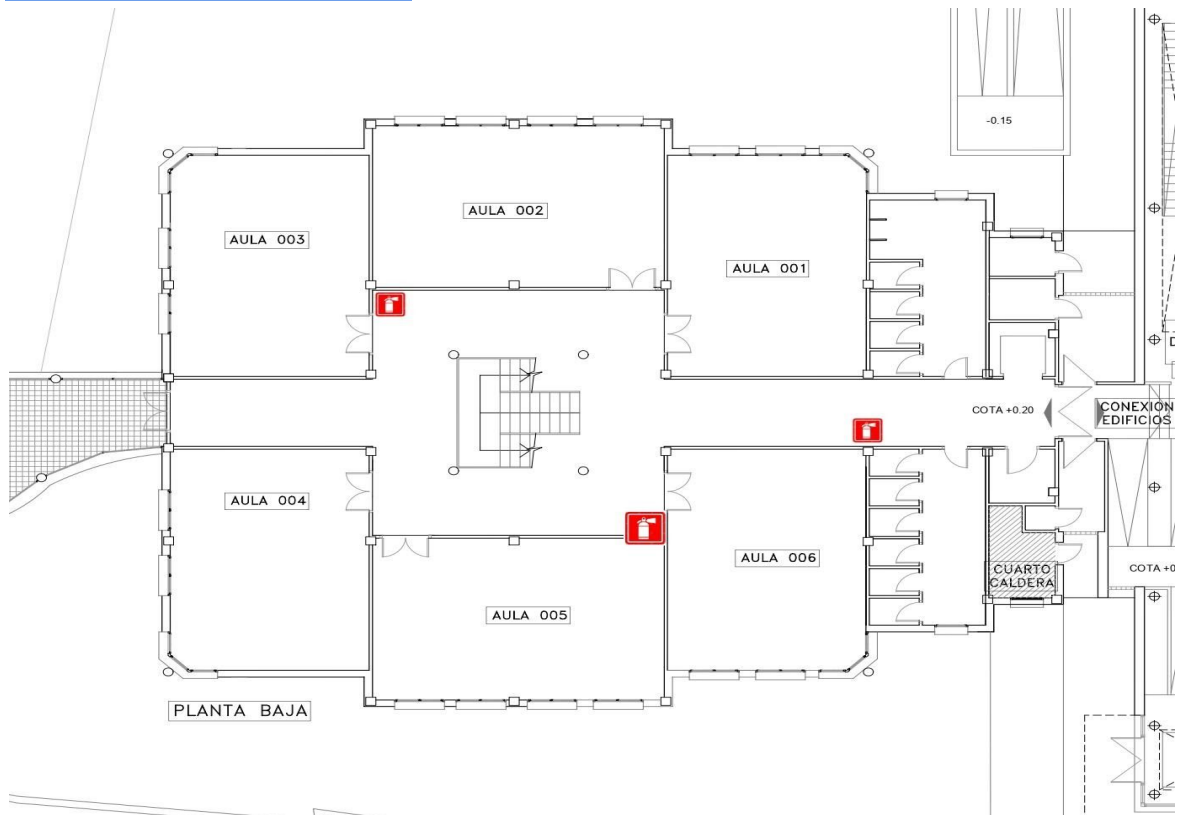 -0.15
AULA 002
AULA 003
AULA 001
COTA +0.20
CONEXION
EDIFICIOS
AULA 004
AULA 006
CUARTO
CALDERA
COTA +0
AULA 005
PLANTA BAJA